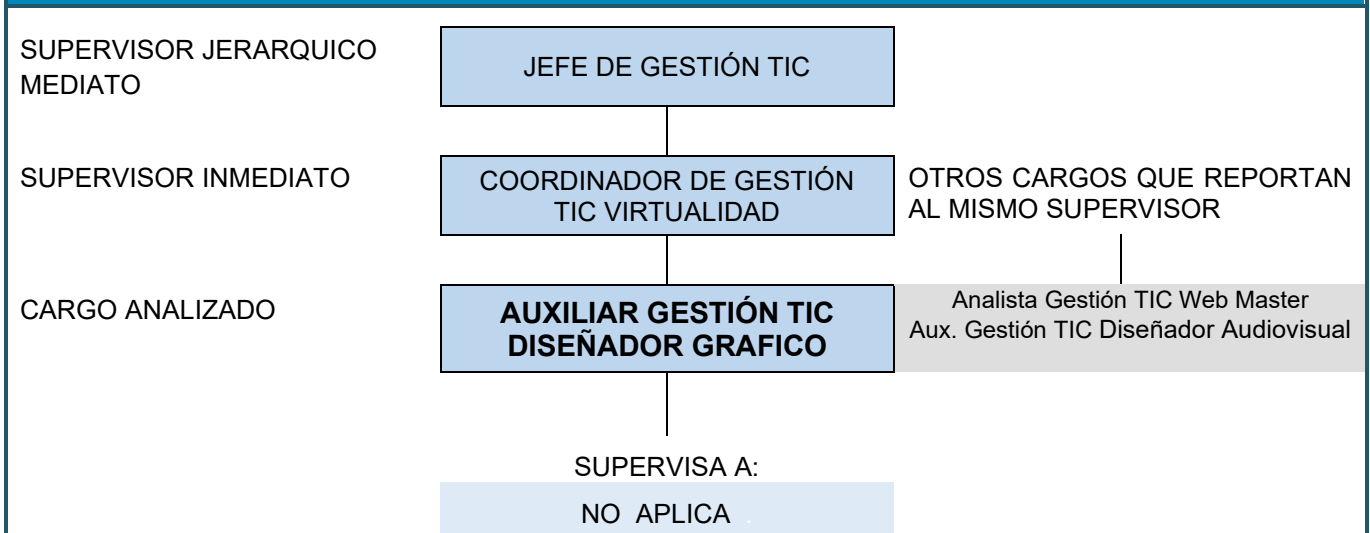 SUPERVISOR JERARQUICO
MEDIATO
JEFE DE GESTIÓN TIC
SUPERVISOR INMEDIATO
COORDINADOR DE GESTIÓN
TIC VIRTUALIDAD
OTROS CARGOS QUE REPORTAN
AL MISMO SUPERVISOR
CARGO ANALIZADO
AUXILIAR GESTIÓN TIC
DISEÑADOR GRAFICO
Analista Gestión TIC Web Master
Aux. Gestión TIC Diseñador Audiovisual
SUPERVISA A:
NO APLICA